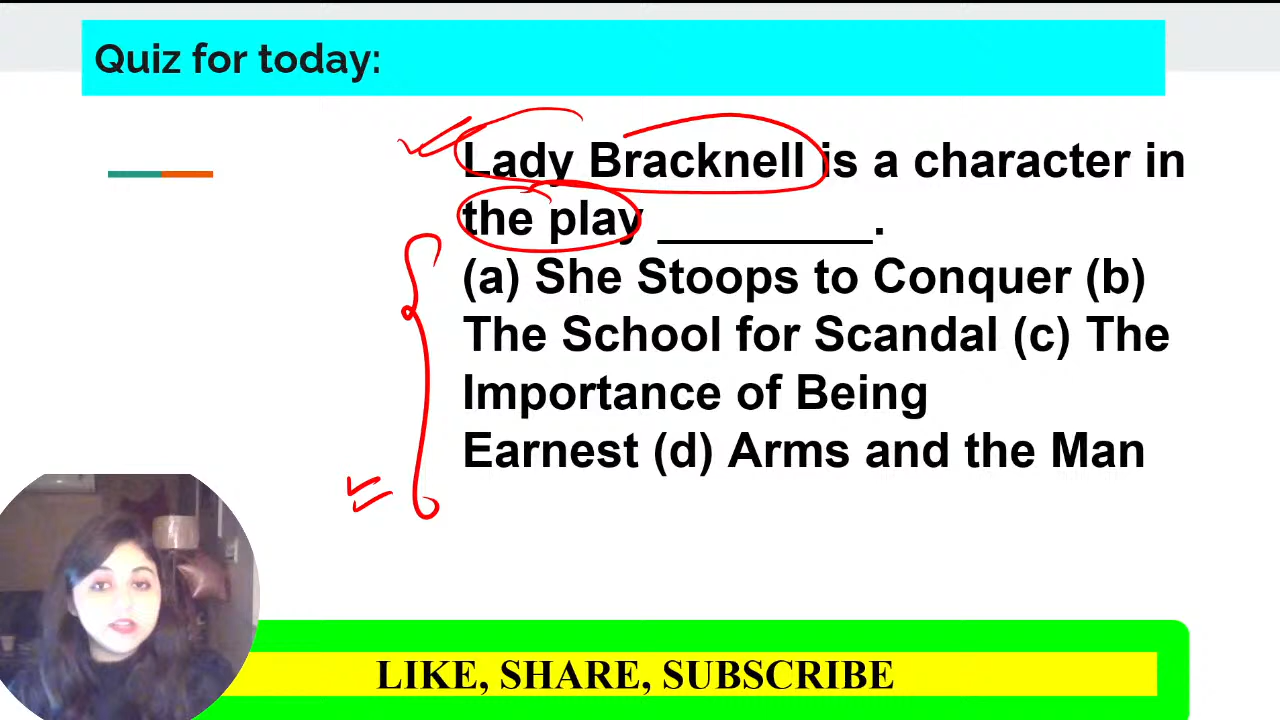 Quiz for today:
Lady Bracknell is a character in
the play ________.
(a) She Stoops to Conquer (b)
The School for Scandal (c) The
Importance of Being
Earnest (d) Arms and the Man
LIKE, SHARE, SUBSCRIBE